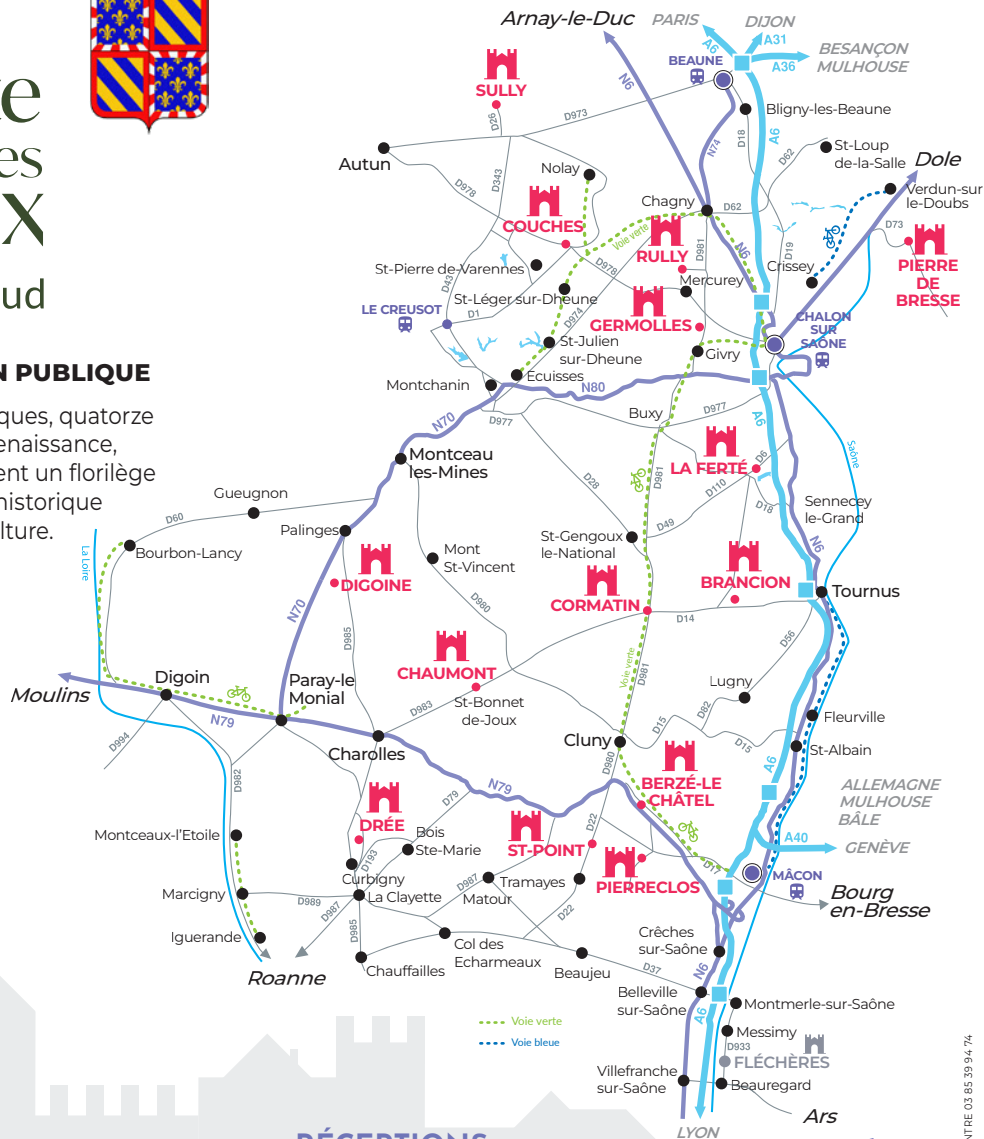 te
es
X
ud
N PUBLIQUE
ques, quatorze
enaissance,
ent un florilège
historique
lture.
Arnay-le-Duc
PARIS
DIJON
A6
A31
A36
BESANÇON
MULHOUSE
BEAUNE
SULLY
N6
D26
D973
Bligny-les-Beaune
D18
A6
N74
D62
St-Loup
de-la-Salle
Dole
Autun
Nolay
D343
D978
Verdun-sur
le-Doubs
COUCHES
Chagny
D62
Voie verte
RULLY
D981
N6
D19
D73
Crissey
PIERRE
DE
BRESSE
St-Pierre de-Varennes
D978
D43
Mercurey
St-Léger sur-Dheune
LE CREUSOT
D1
D974
GERMOLLES
CHALON
SUR
SAÔNE
St-Julien
sur-Dheune
Givry
Ecuisses
Montchanin
N80
N70
D977
Buxy
D977
A6
Montceau
les-Mines
LA FERTÉ
D6
Saône
D981
D28
D110
Gueugnon
D60
Palinges
D49
D18
Sennecey
le-Grand
N6
St-Gengoux
le-National
Bourbon-Lancy
La Loire
Mont
St-Vincent
DIGOINE
BRANCION
CORMATIN
Tournus
N70
D980
D14
D985
D56
CHAUMONT
Voie verte
D981
Moulins
Digoin
Paray-le
Monial
N79
D983
St-Bonnet
de-Joux
Lugny
D82
D15
D15
Fleurville
D994
Charolles
Cluny
St-Albain
D982
D980
A6
N79
BERZÉ-LE
CHÂTEL
ALLEMAGNE
MULHOUSE
BÂLE
D79
DRÉE
Montceaux-l'Etoile
Bois
Ste-Marie
ST-POINT
D22
A40
GENÈVE
D193
Curbigny
PIERRECLOS
D17
MÂCON
Marcigny
D989
D987
La Clayette
D987
Matour
Tramayes
Bourg
en-Bresse
D22
Iguerande
D985
Crêches
sur-Saône
Roanne
Chauffailles
Col des
Echarmeaux
Beaujeu
D37
N6
Belleville
sur-Saône
Montmerle-sur-Saône
A6
Voie verte
Voie bleue
Messimy
D933
FLÉCHÈRES
Villefranche
sur-Saône
Beauregard
Ars
LYON
NTRE 03 85 39 94 74
RÉCEPTIONS